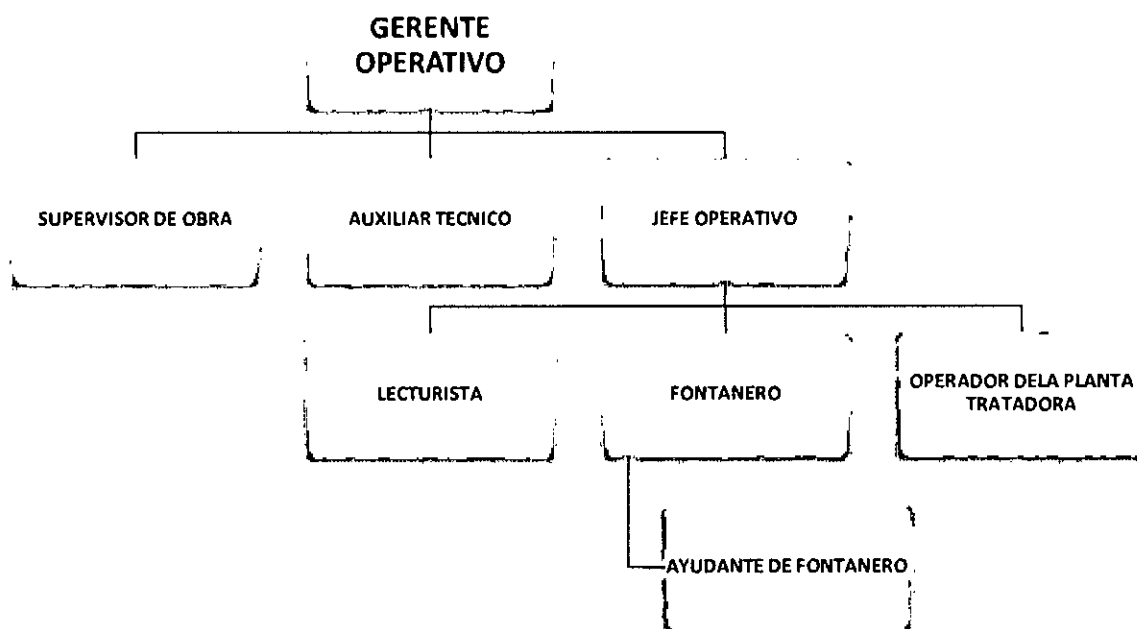 GERENTE
OPERATIVO
SUPERVISOR DE OBRA
AUXILIAR TECNICO
JEFE OPERATIVO
LECTURISTA
FONTANERO
OPERADOR DELA PLANTA
TRATADORA
AYUDANTE DE FONTANERO